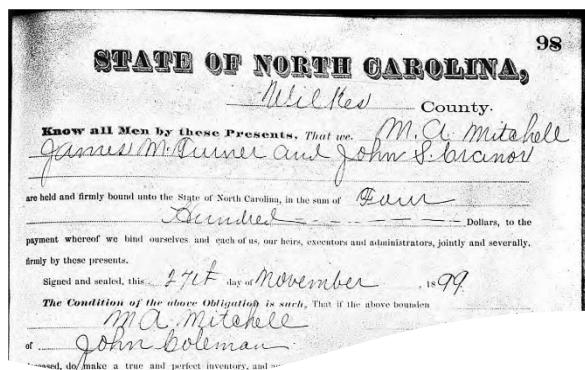 98
STATE OF NORTH CAROLINA,
Wilkes County.
Know all Men by these Presents, That we. M. A. Mitchell
James M. Turner and John S. Cranor
are held and firmly bound unto the State of North Carolina, in the sum of Four
Hundred Dollars, to the
payment whereof we bind ourselves and each of us, our heirs, executors and administrators, jointly and severally,
firmly by these presents.
Signed and sealed, this 27th day of November 1899
The Condition of the above Obligation is such, That if the above bounden
M A. Mitchell
of John Coleman
deceased, do make a true and perfect inventory, and